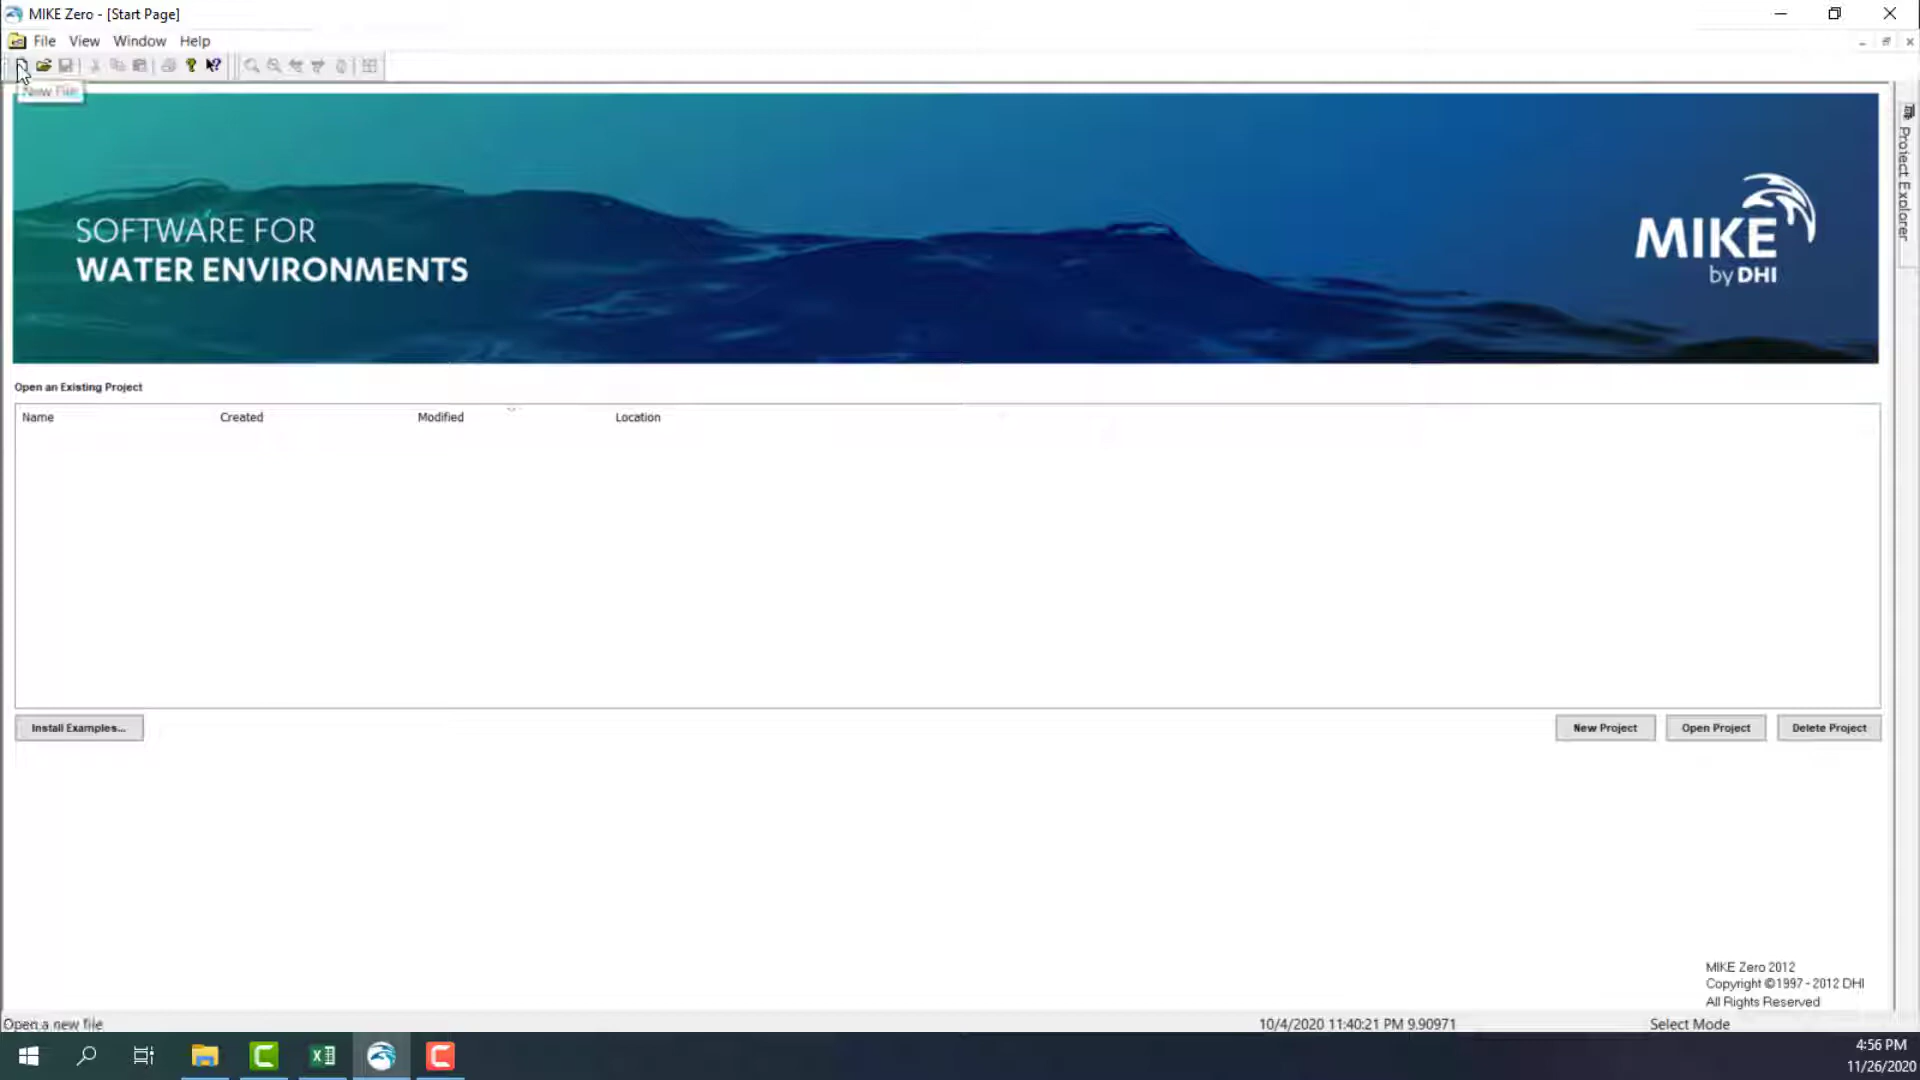 MIKE Zero - [Start Page]
File View Window Help
New File
Project Explorer
SOFTWARE FOR
WATER ENVIRONMENTS
MIKE
by DHI
Open an Existing Project
Name Created Modified Location
Install Examples... New Project Open Project Delete Project
MIKE Zero 2012
Copyright ©1997 - 2012 DHI
All Rights Reserved
Open a new file 10/4/2020 11:40:21 PM 9.90971 Select Mode
4:56 PM
11/26/2020